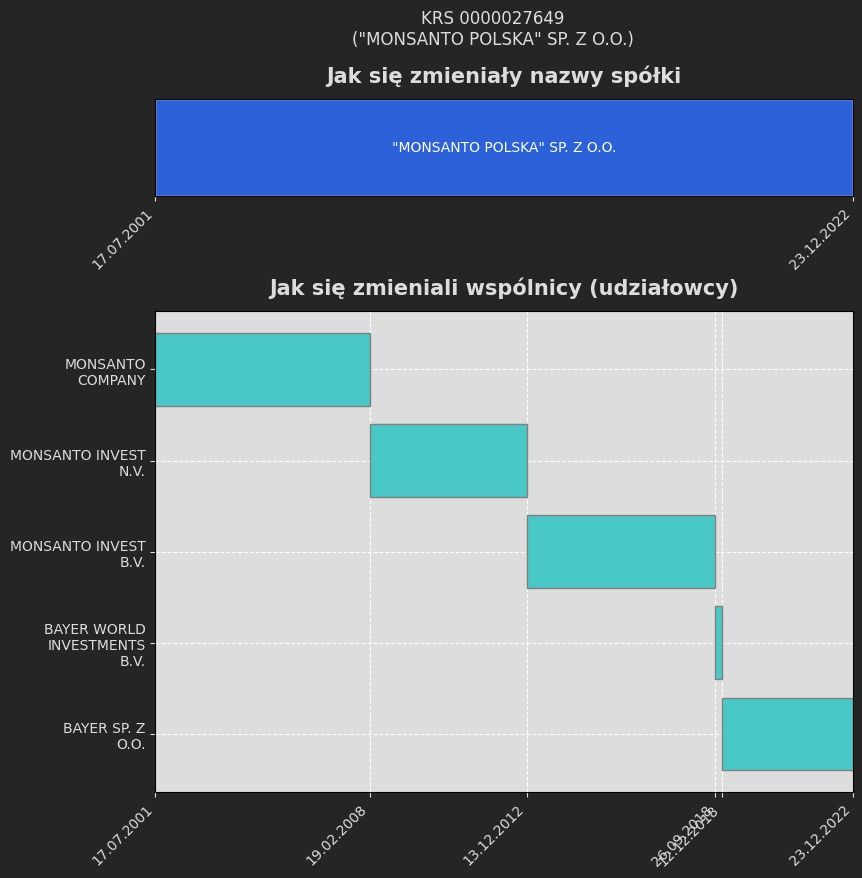 KRS 0000027649
("MONSANTO POLSKA" SP. Z O.O.)
Jak się zmieniały nazwy spółki
"MONSANTO POLSKA" SP. Z O.O.
17.07.2001
23.12.2022
Jak się zmieniali wspólnicy (udziałowcy)
MONSANTO
COMPANY
MONSANTO INVEST
N.V.
MONSANTO INVEST
B.V.
BAYER WORLD
INVESTMENTS
B.V.
BAYER SP. Z
O.O.
17.07.2001
19.02.2008
13.12.2012
26.09.2018
12.12.2018
23.12.2022